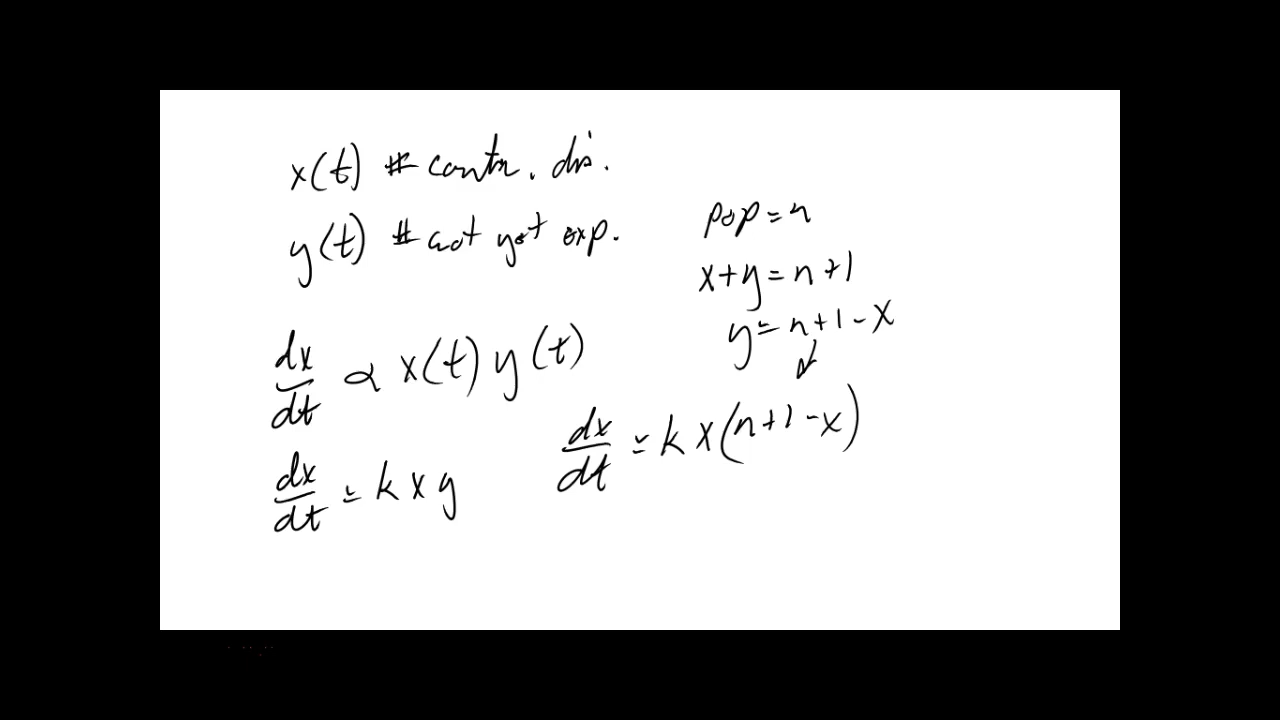 x(t) # contr. dis.
y(t) # not yet exp.
pop = n
x+y = n+1
y = n+1-x
dx/dt ∝ x(t) y(t)
dx/dt = k x (n+1-x)
dx/dt = k x y